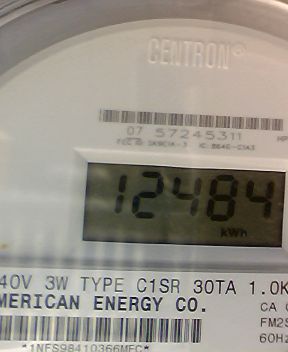 CENTRON®
07 57245311
12484
kWh
40V 3W TYPE C1SR 30TA 1.0K
MERICAN ENERGY CO.
CA
FM2S
60Hz
*1NFS98410366MFC*